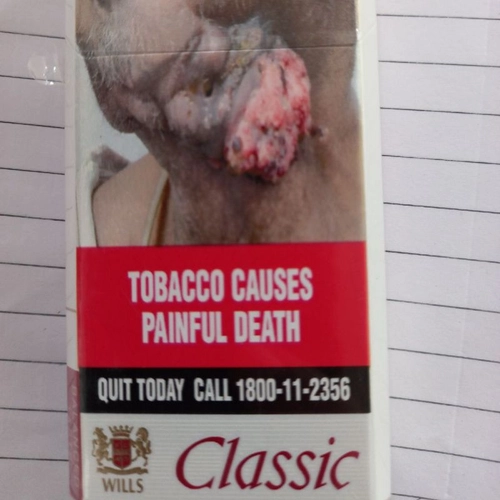 TOBACCO CAUSES
PAINFUL DEATH
QUIT TODAY CALL 1800-11-2356
WILLS
Classic